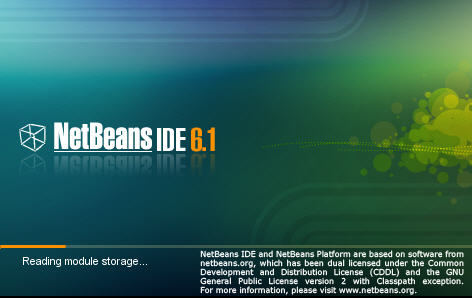 NetBeans IDE 6.1
Reading module storage...
NetBeans IDE and NetBeans Platform are based on software from
netbeans.org, which has been dual licensed under the Common
Development and Distribution License (CDDL) and the GNU
General Public License version 2 with Classpath exception.
For more information, please visit www.netbeans.org.